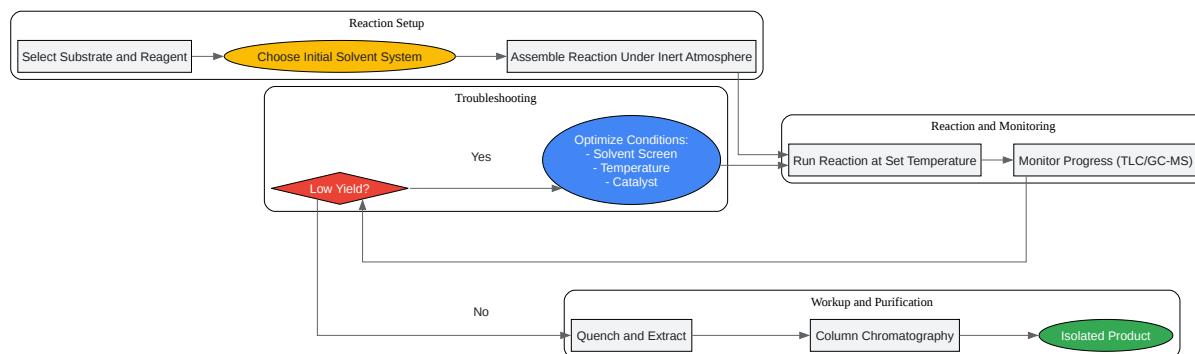 Reaction Setup
Select Substrate and Reagent
Choose Initial Solvent System
Assemble Reaction Under Inert Atmosphere
Troubleshooting
Low Yield?
Yes
Optimize Conditions:
- Solvent Screen
- Temperature
- Catalyst
Reaction and Monitoring
Run Reaction at Set Temperature
Monitor Progress (TLC/GC-MS)
No
Workup and Purification
Quench and Extract
Column Chromatography
Isolated Product